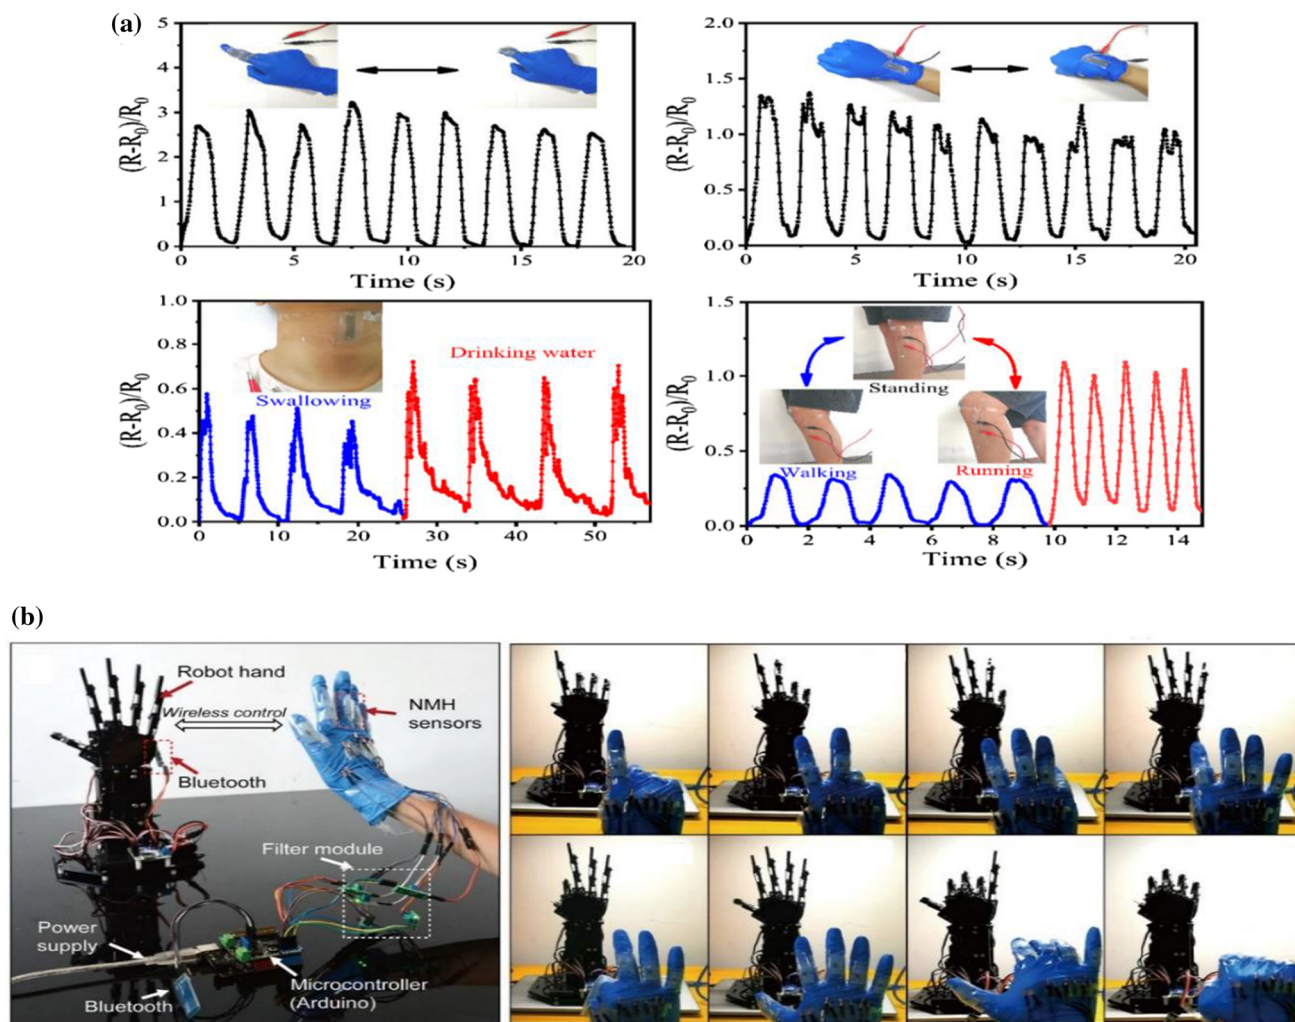 (a)
5
4
3
2
1
0
(R-R0)/R0
0 5 10 15 20
Time (s)
2.0
1.5
1.0
0.5
0.0
(R-R0)/R0
0 5 10 15 20
Time (s)
1.0
0.8
0.6
0.4
0.2
0.0
(R-R0)/R0
Drinking water
Swallowing
0 10 20 30 40 50
Time (s)
1.5
1.0
0.5
0.0
(R-R0)/R0
Standing
Walking
Running
0 2 4 6 8 10 12 14
Time (s)
(b)
Robot hand
Wireless control
NMH
sensors
Bluetooth
Filter module
Power
supply
Microcontroller
(Arduino)
Bluetooth